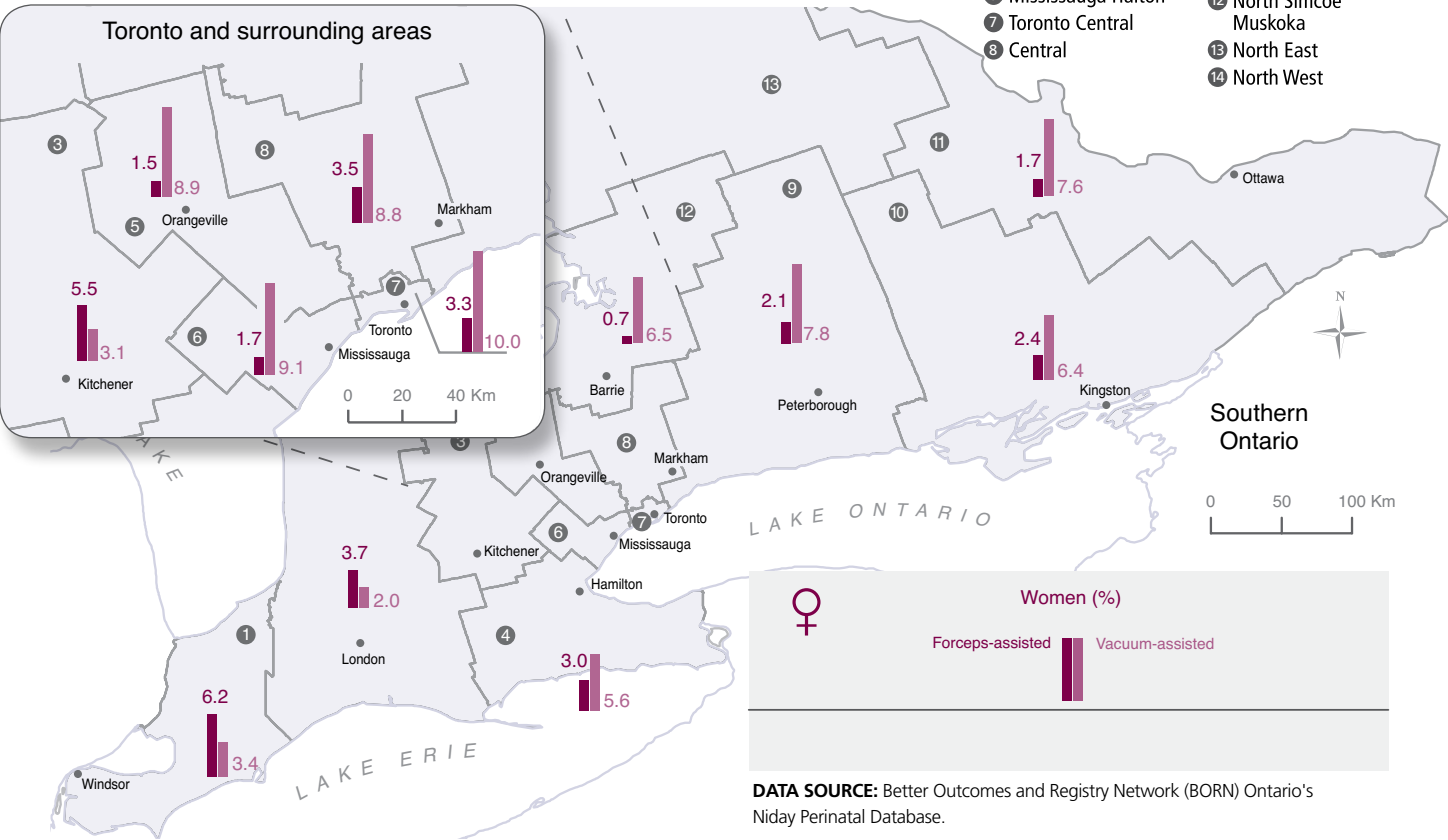 Toronto and surrounding areas
3
1.5
8.9
Orangeville
5
8
3.5
8.8
Markham
5.5
3.1
Kitchener
6
1.7
9.1
7
Toronto
Mississauga
3.3
10.0
0 20 40 Km
7 Toronto Central
8 Central
12 North Simcoe
Muskoka
13 North East
14 North West
13
11
1.7
7.6
Ottawa
12
9
10
0.7
6.5
Barrie
2.1
7.8
Peterborough
2.4
6.4
Kingston
N
Southern
Ontario
0 50 100 Km
3
8
Markham
Orangeville
7
Toronto
6
Mississauga
Kitchener
Hamilton
LAKE ONTARIO
AKE
3.7
2.0
London
1
4
3.0
5.6
6.2
3.4
Windsor
LAKE ERIE
Women (%)
Forceps-assisted
Vacuum-assisted
DATA SOURCE: Better Outcomes and Registry Network (BORN) Ontario's
Niday Perinatal Database.